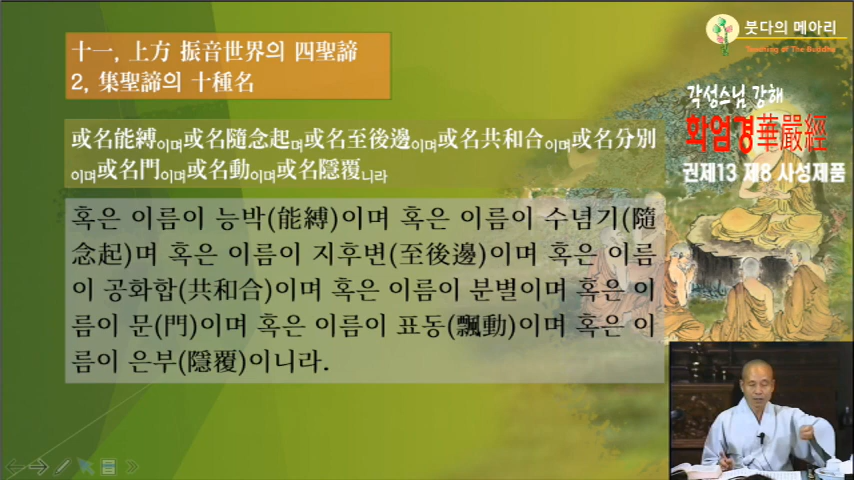 十一, 上方 振音世界의 四聖諦
2, 集聖諦의 十種名
或名能縛이며或名隨念起며或名至後邊이며或名共和合이며或名分別
이며或名門이며或名動이며或名隱覆니라
혹은 이름이 능박(能縛)이며 혹은 이름이 수념기(隨
念起)며 혹은 이름이 지후변(至後邊)이며 혹은 이름
이 공화합(共和合)이며 혹은 이름이 분별이며 혹은 이
름이 문(門)이며 혹은 이름이 표동(飄動)이며 혹은 이
름이 은부(隱覆)이니라.
붓다의 메아리
Teaching of The Buddha
각성스님 강해
화엄경華嚴經
권제13 제8 사성제품